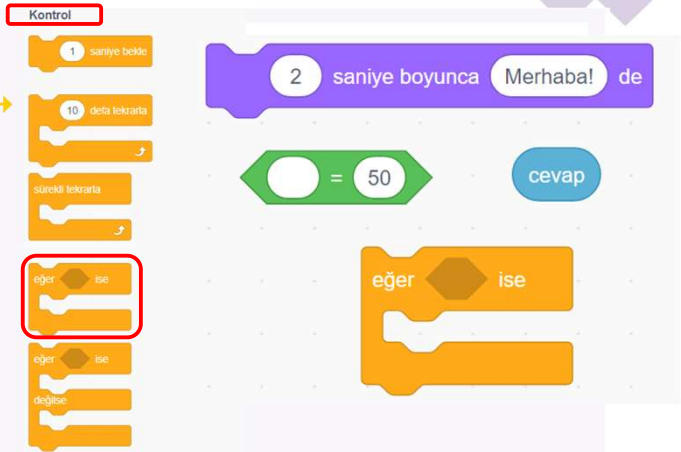 Kontrol
1 saniye bekle
10 defa tekrarla
sürekli tekrarla
eğer ise
eğer ise
değilse
2 saniye boyunca Merhaba! de
= 50
cevap
eğer ise